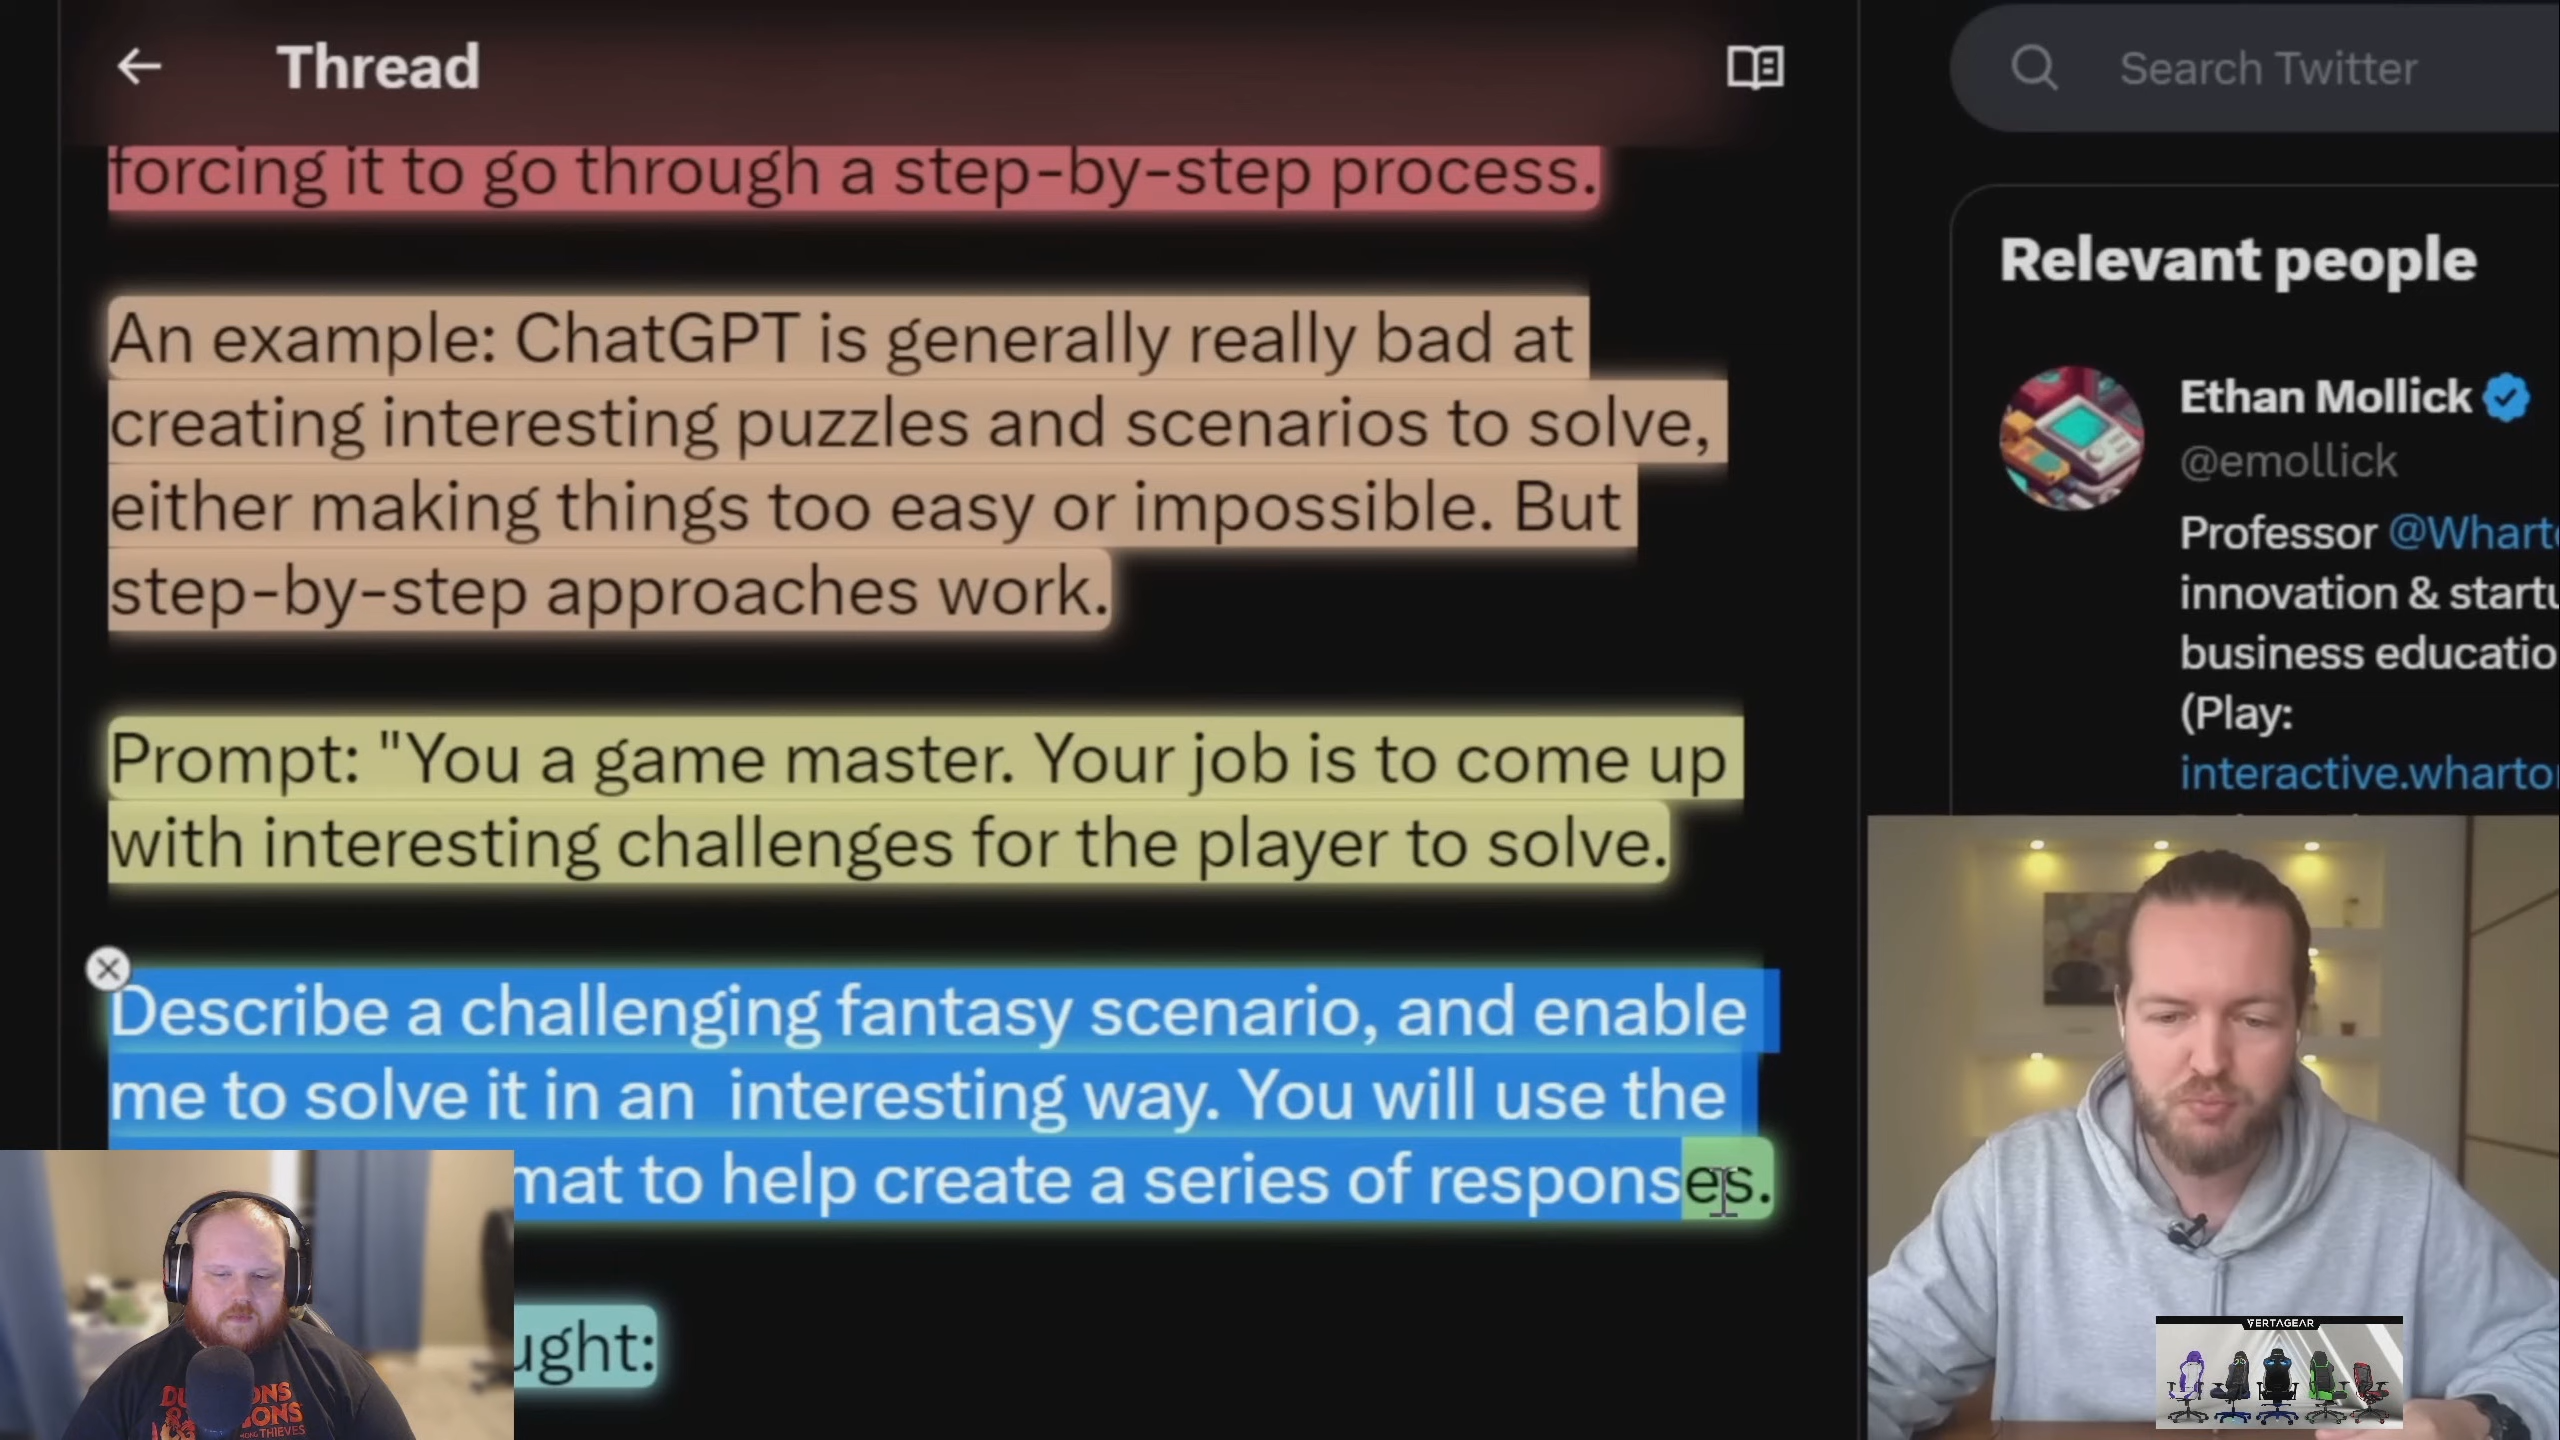 Thread
Search Twitter
forcing it to go through a step-by-step process.
An example: ChatGPT is generally really bad at
creating interesting puzzles and scenarios to solve,
either making things too easy or impossible. But
step-by-step approaches work.
Prompt: "You a game master. Your job is to come up
with interesting challenges for the player to solve.
Describe a challenging fantasy scenario, and enable
me to solve it in an  interesting way. You will use the
mat to help create a series of responses.
ught:
Relevant people
Ethan Mollick
@emollick
Professor @Wharto
innovation & startu
business educatio
(Play:
interactive.wharton
VERTAGEAR
THIEVES